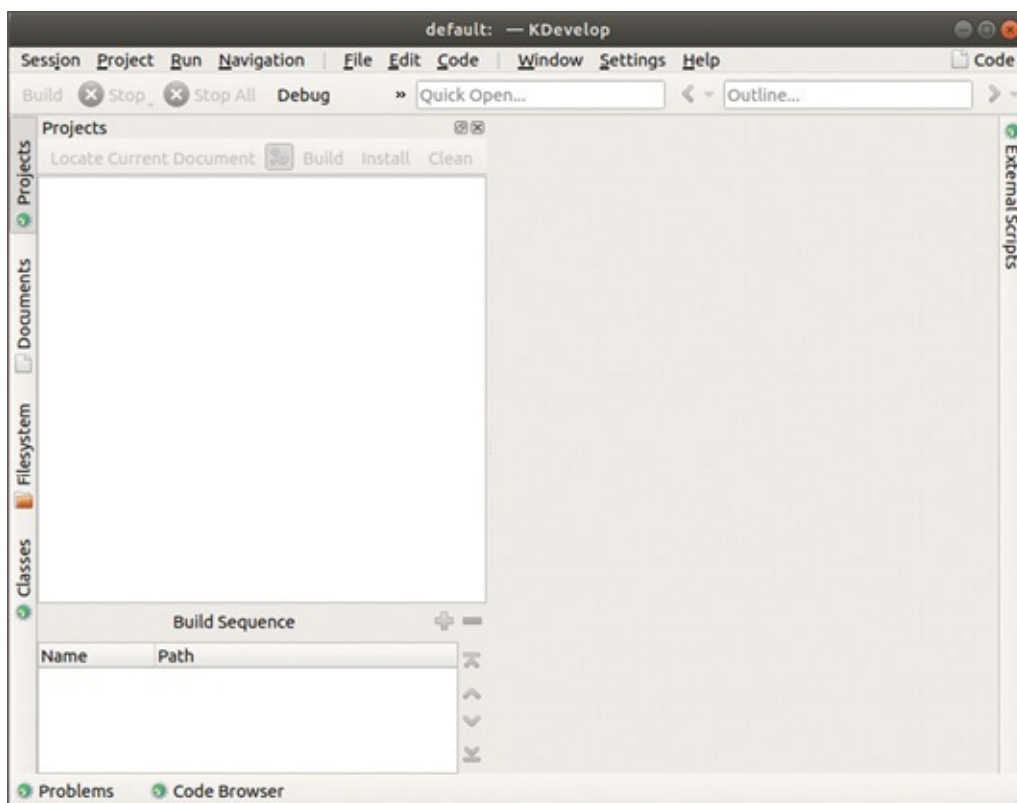 default: — KDevelop
Session Project Run Navigation File Edit Code Window Settings Help Code
Build Stop Stop All Debug » Quick Open... Outline...
Projects
Locate Current Document Build Install Clean
Projects
Documents
Filesystem
Classes
External Scripts
Build Sequence
Name Path
Problems Code Browser